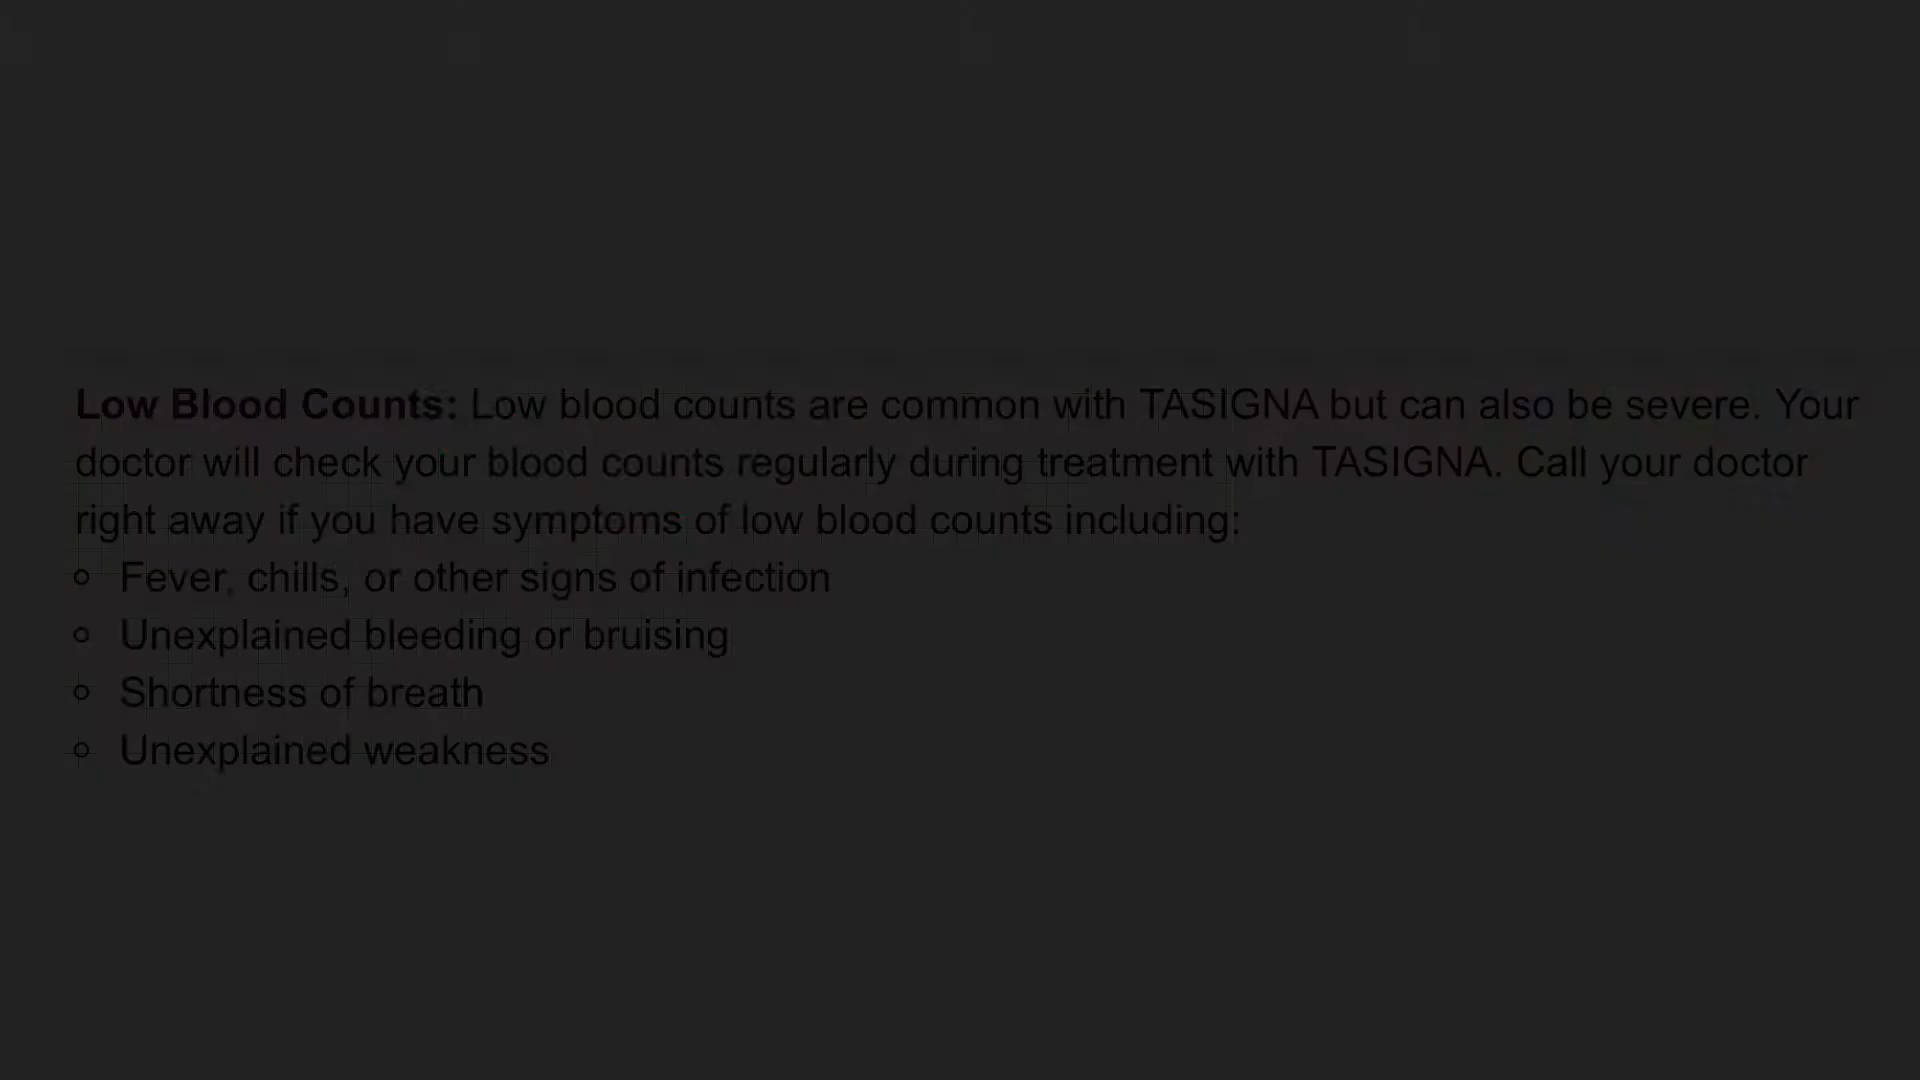 Low Blood Counts: Low blood counts are common with TASIGNA but can also be severe. Your
doctor will check your blood counts regularly during treatment with TASIGNA. Call your doctor
right away if you have symptoms of low blood counts including:
o Fever, chills, or other signs of infection
o Unexplained bleeding or bruising
o Shortness of breath
o Unexplained weakness